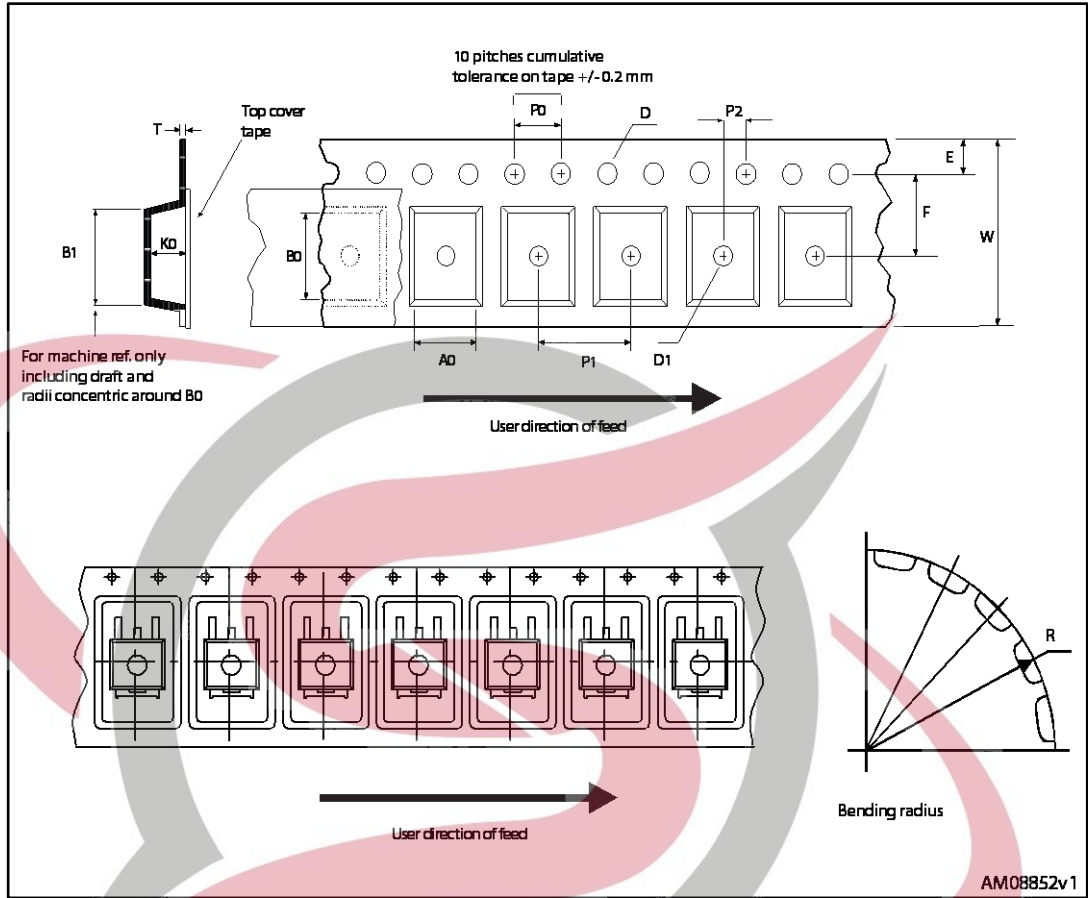 10 pitches cumulative
tolerance on tape +/- 0.2 mm
T
Top cover
tape
P0
D
P2
E
F
W
B1
K0
B0
For machine ref. only
including draft and
radii concentric around B0
A0
P1
D1
User direction of feed
R
Bending radius
User direction of feed
AM08852v1